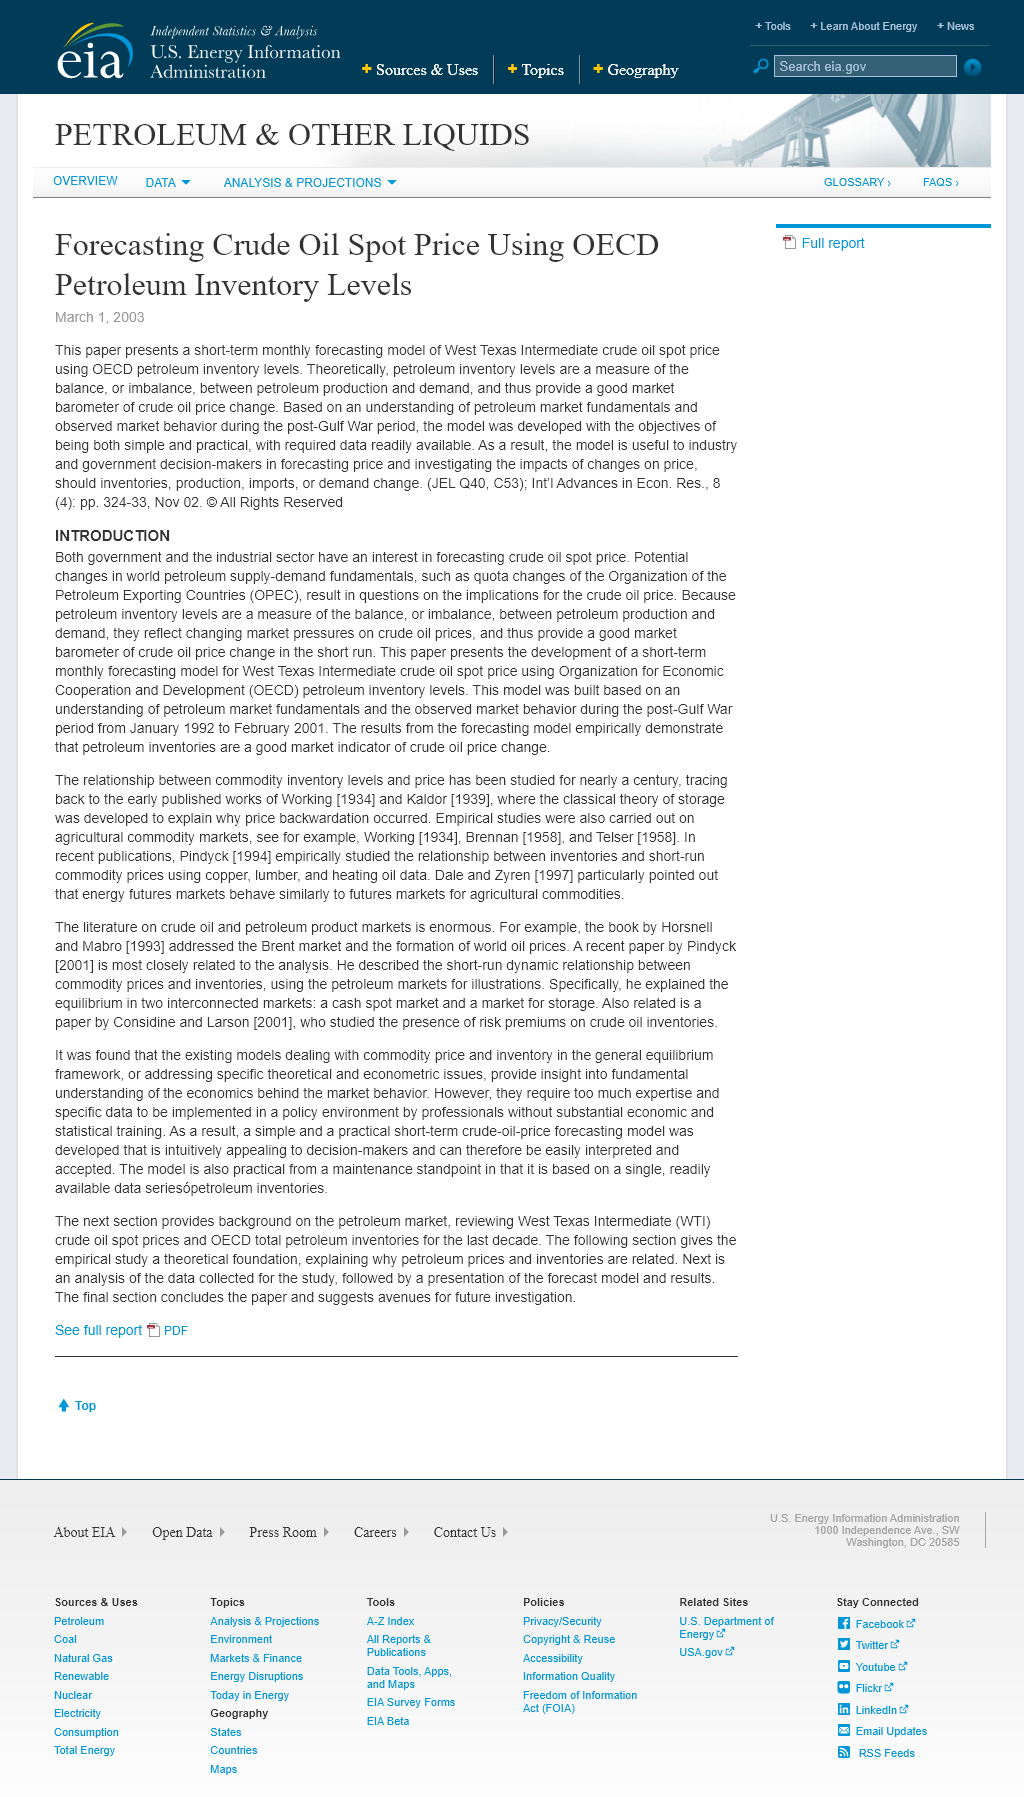 + Tools + Learn About Energy + News
Independent Statistics & Analysis
eia U.S. Energy Information
Administration
+ Sources & Uses + Topics + Geography
Search eia.gov
PETROLEUM & OTHER LIQUIDS
OVERVIEW DATA ANALYSIS & PROJECTIONS GLOSSARY › FAQS ›
Forecasting Crude Oil Spot Price Using OECD
Petroleum Inventory Levels
March 1, 2003
Full report
This paper presents a short-term monthly forecasting model of West Texas Intermediate crude oil spot price
using OECD petroleum inventory levels. Theoretically, petroleum inventory levels are a measure of the
balance, or imbalance, between petroleum production and demand, and thus provide a good market
barometer of crude oil price change. Based on an understanding of petroleum market fundamentals and
observed market behavior during the post-Gulf War period, the model was developed with the objectives of
being both simple and practical, with required data readily available. As a result, the model is useful to industry
and government decision-makers in forecasting price and investigating the impacts of changes on price,
should inventories, production, imports, or demand change. (JEL Q40, C53); Int'l Advances in Econ. Res., 8
(4): pp. 324-33, Nov 02. © All Rights Reserved
INTRODUCTION
Both government and the industrial sector have an interest in forecasting crude oil spot price. Potential
changes in world petroleum supply-demand fundamentals, such as quota changes of the Organization of the
Petroleum Exporting Countries (OPEC), result in questions on the implications for the crude oil price. Because
petroleum inventory levels are a measure of the balance, or imbalance, between petroleum production and
demand, they reflect changing market pressures on crude oil prices, and thus provide a good market
barometer of crude oil price change in the short run. This paper presents the development of a short-term
monthly forecasting model for West Texas Intermediate crude oil spot price using Organization for Economic
Cooperation and Development (OECD) petroleum inventory levels. This model was built based on an
understanding of petroleum market fundamentals and the observed market behavior during the post-Gulf War
period from January 1992 to February 2001. The results from the forecasting model empirically demonstrate
that petroleum inventories are a good market indicator of crude oil price change.
The relationship between commodity inventory levels and price has been studied for nearly a century, tracing
back to the early published works of Working [1934] and Kaldor [1939], where the classical theory of storage
was developed to explain why price backwardation occurred. Empirical studies were also carried out on
agricultural commodity markets, see for example, Working [1934], Brennan [1958], and Telser [1958]. In
recent publications, Pindyck [1994] empirically studied the relationship between inventories and short-run
commodity prices using copper, lumber, and heating oil data. Dale and Zyren [1997] particularly pointed out
that energy futures markets behave similarly to futures markets for agricultural commodities.
The literature on crude oil and petroleum product markets is enormous. For example, the book by Horsnell
and Mabro [1993] addressed the Brent market and the formation of world oil prices. A recent paper by Pindyck
[2001] is most closely related to the analysis. He described the short-run dynamic relationship between
commodity prices and inventories, using the petroleum markets for illustrations. Specifically, he explained the
equilibrium in two interconnected markets: a cash spot market and a market for storage. Also related is a
paper by Considine and Larson [2001], who studied the presence of risk premiums on crude oil inventories.
It was found that the existing models dealing with commodity price and inventory in the general equilibrium
framework, or addressing specific theoretical and econometric issues, provide insight into fundamental
understanding of the economics behind the market behavior. However, they require too much expertise and
specific data to be implemented in a policy environment by professionals without substantial economic and
statistical training. As a result, a simple and a practical short-term crude-oil-price forecasting model was
developed that is intuitively appealing to decision-makers and can therefore be easily interpreted and
accepted. The model is also practical from a maintenance standpoint in that it is based on a single, readily
available data seriesópetroleum inventories.
The next section provides background on the petroleum market, reviewing West Texas Intermediate (WTI)
crude oil spot prices and OECD total petroleum inventories for the last decade. The following section gives the
empirical study a theoretical foundation, explaining why petroleum prices and inventories are related. Next is
an analysis of the data collected for the study, followed by a presentation of the forecast model and results.
The final section concludes the paper and suggests avenues for future investigation.
See full report PDF
Top
About EIA Open Data Press Room Careers Contact Us
U.S. Energy Information Administration
1000 Independence Ave., SW
Washington, DC 20585
Sources & Uses
Petroleum
Coal
Natural Gas
Renewable
Nuclear
Electricity
Consumption
Total Energy
Topics
Analysis & Projections
Environment
Markets & Finance
Energy Disruptions
Today in Energy
Geography
States
Countries
Maps
Tools
A-Z Index
All Reports &
Publications
Data Tools, Apps,
and Maps
EIA Survey Forms
EIA Beta
Policies
Privacy/Security
Copyright & Reuse
Accessibility
Information Quality
Freedom of Information
Act (FOIA)
Related Sites
U.S. Department of
Energy
USA.gov
Stay Connected
Facebook
Twitter
Youtube
Flickr
LinkedIn
Email Updates
RSS Feeds